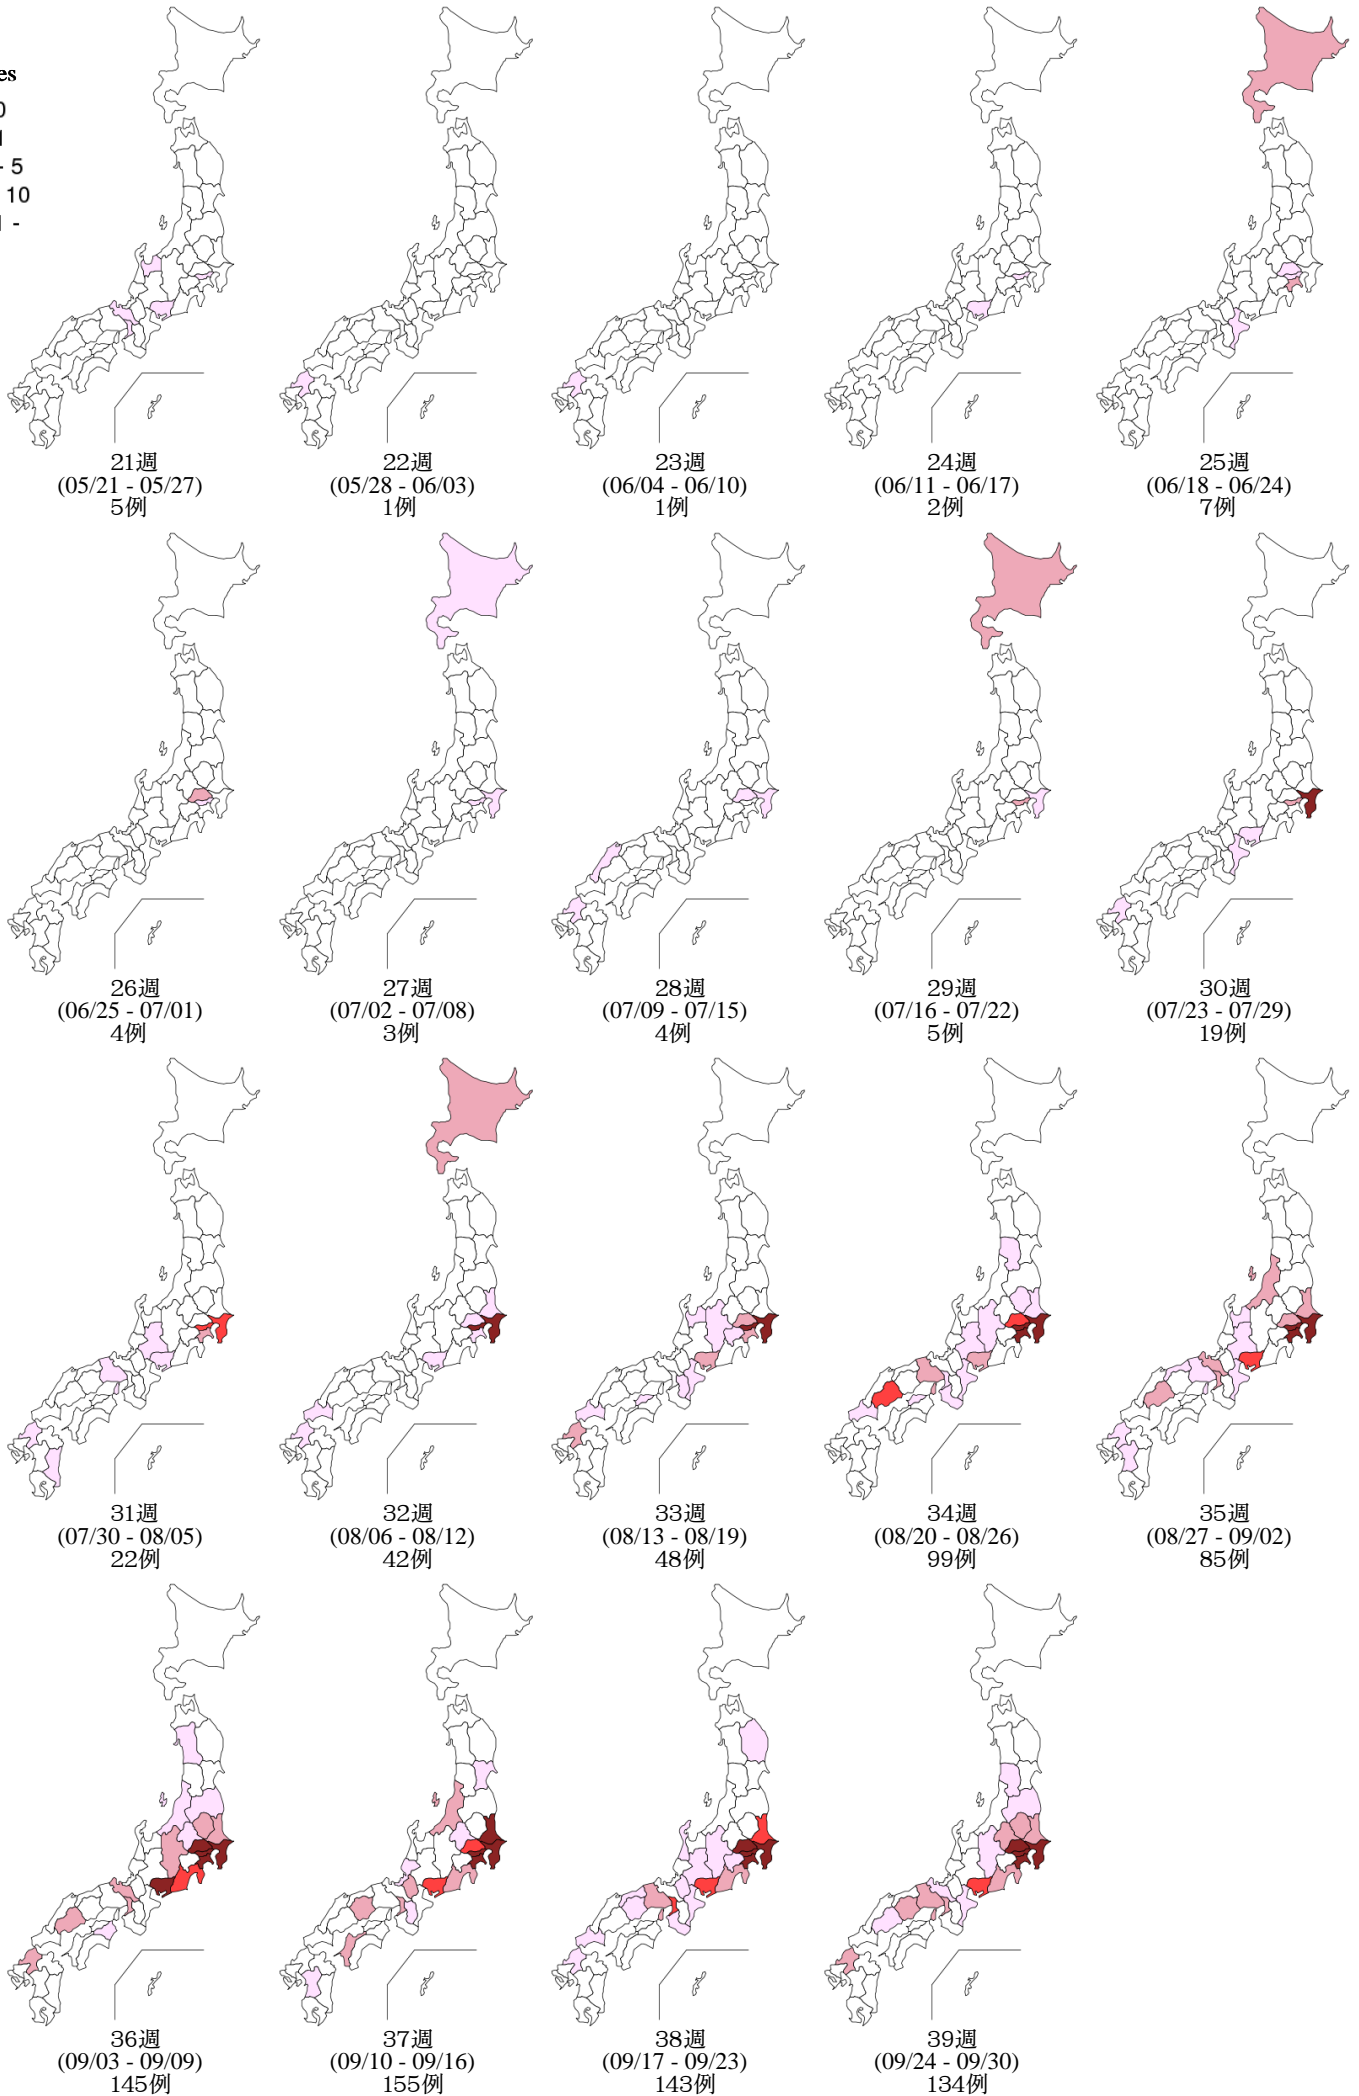 es
0
1
- 5
10
1 -
21週
(05/21 - 05/27)
5例
22週
(05/28 - 06/03)
1例
23週
(06/04 - 06/10)
1例
24週
(06/11 - 06/17)
2例
25週
(06/18 - 06/24)
7例
26週
(06/25 - 07/01)
4例
27週
(07/02 - 07/08)
3例
28週
(07/09 - 07/15)
4例
29週
(07/16 - 07/22)
5例
30週
(07/23 - 07/29)
19例
31週
(07/30 - 08/05)
22例
32週
(08/06 - 08/12)
42例
33週
(08/13 - 08/19)
48例
34週
(08/20 - 08/26)
99例
35週
(08/27 - 09/02)
85例
36週
(09/03 - 09/09)
145例
37週
(09/10 - 09/16)
155例
38週
(09/17 - 09/23)
143例
39週
(09/24 - 09/30)
134例